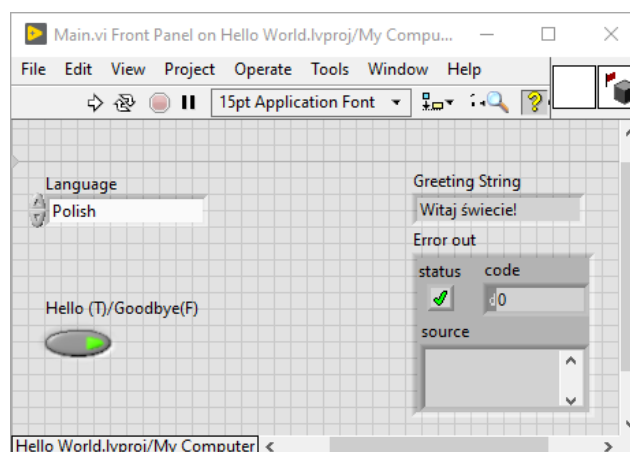 Main.vi Front Panel on Hello World.lvproj/My Compu...
File Edit View Project Operate Tools Window Help
15pt Application Font
Language
Polish
Greeting String
Witaj świecie!
Error out
status code
d0
Hello (T)/Goodbye(F)
source
Hello World.lvproj/My Computer